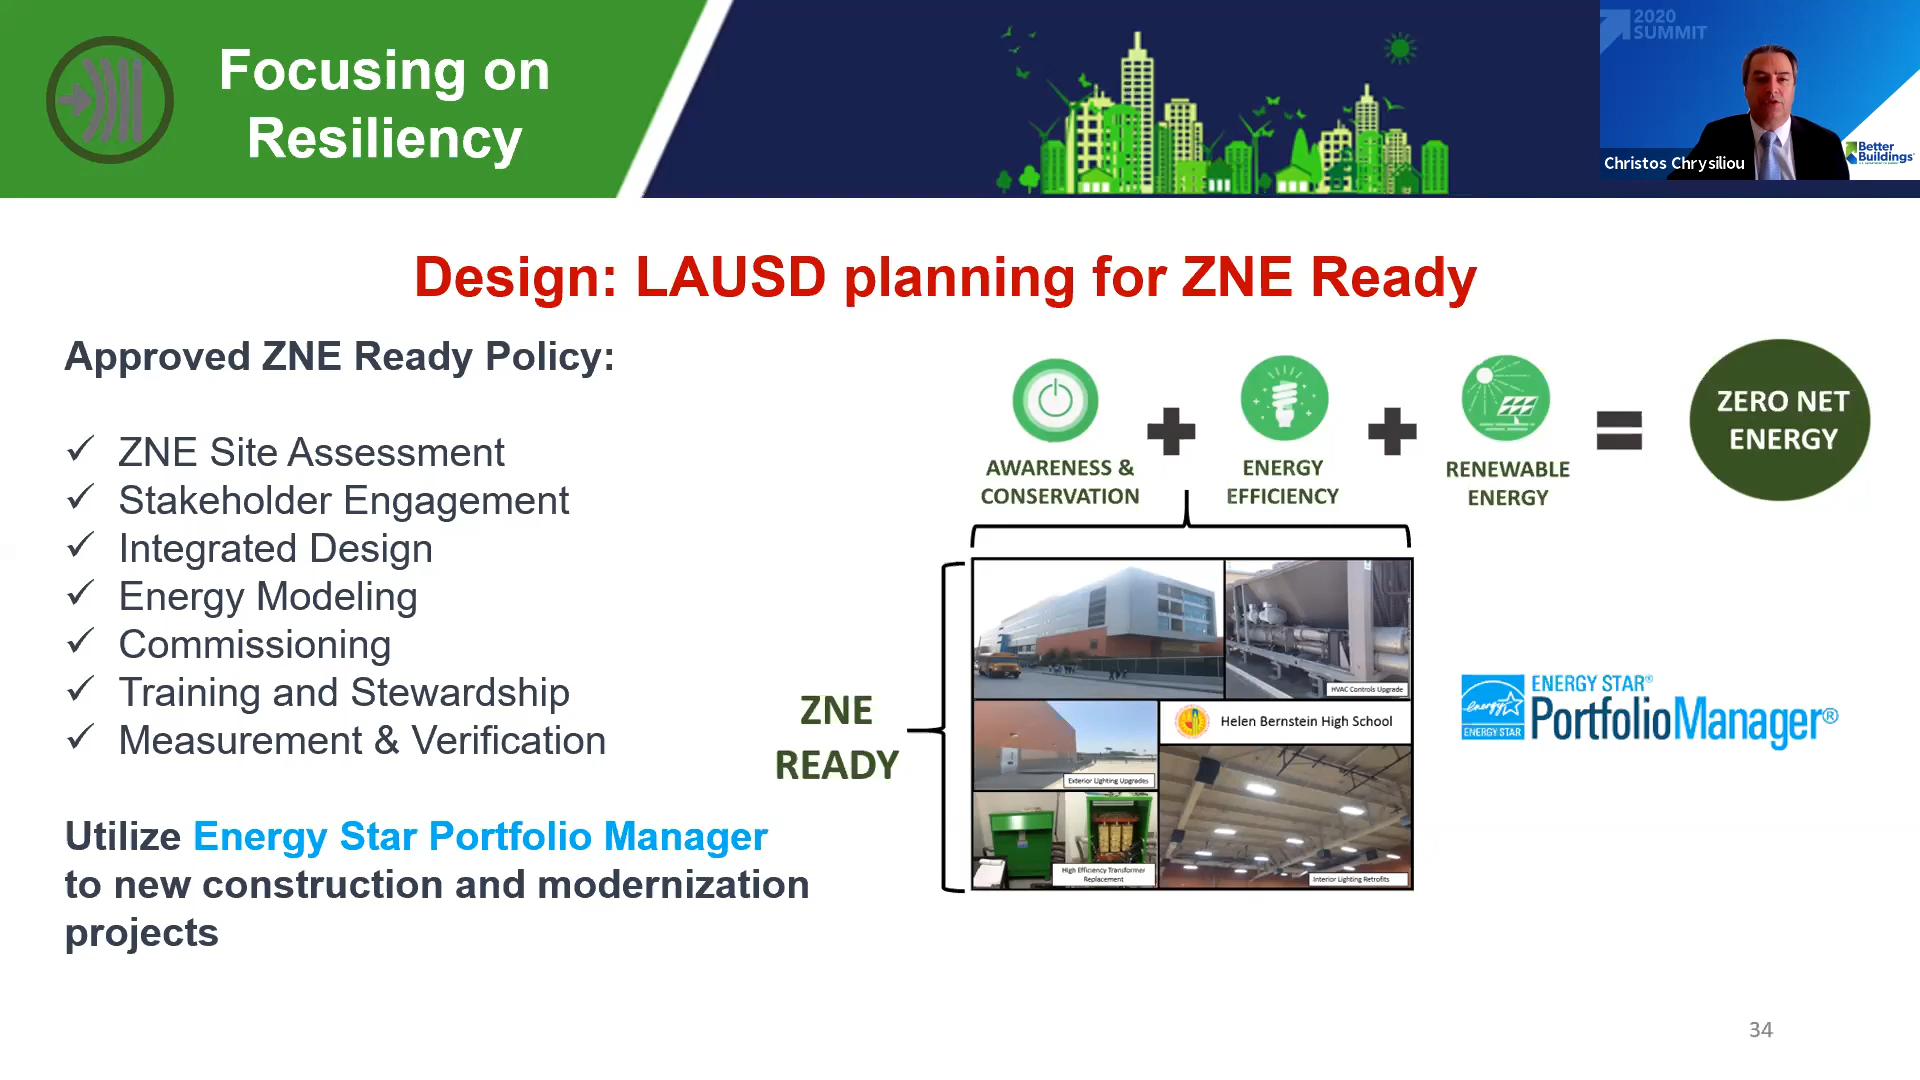 Focusing on
Resiliency
2020
SUMMIT
Christos Chrysiliou
Better
Buildings
Design: LAUSD planning for ZNE Ready
Approved ZNE Ready Policy:
✓ ZNE Site Assessment
✓ Stakeholder Engagement
✓ Integrated Design
✓ Energy Modeling
✓ Commissioning
✓ Training and Stewardship
✓ Measurement & Verification
Utilize Energy Star Portfolio Manager
to new construction and modernization
projects
AWARENESS &
CONSERVATION
+
ENERGY
EFFICIENCY
+
RENEWABLE
ENERGY
=
ZERO NET
ENERGY
ZNE
READY
HVAC Controls Upgrade
Helen Bernstein High School
Exterior Lighting Upgrades
High Efficiency Transformer
Replacement
Interior Lighting Retrofits
energy
ENERGY STAR
ENERGY STAR®
PortfolioManager®
34